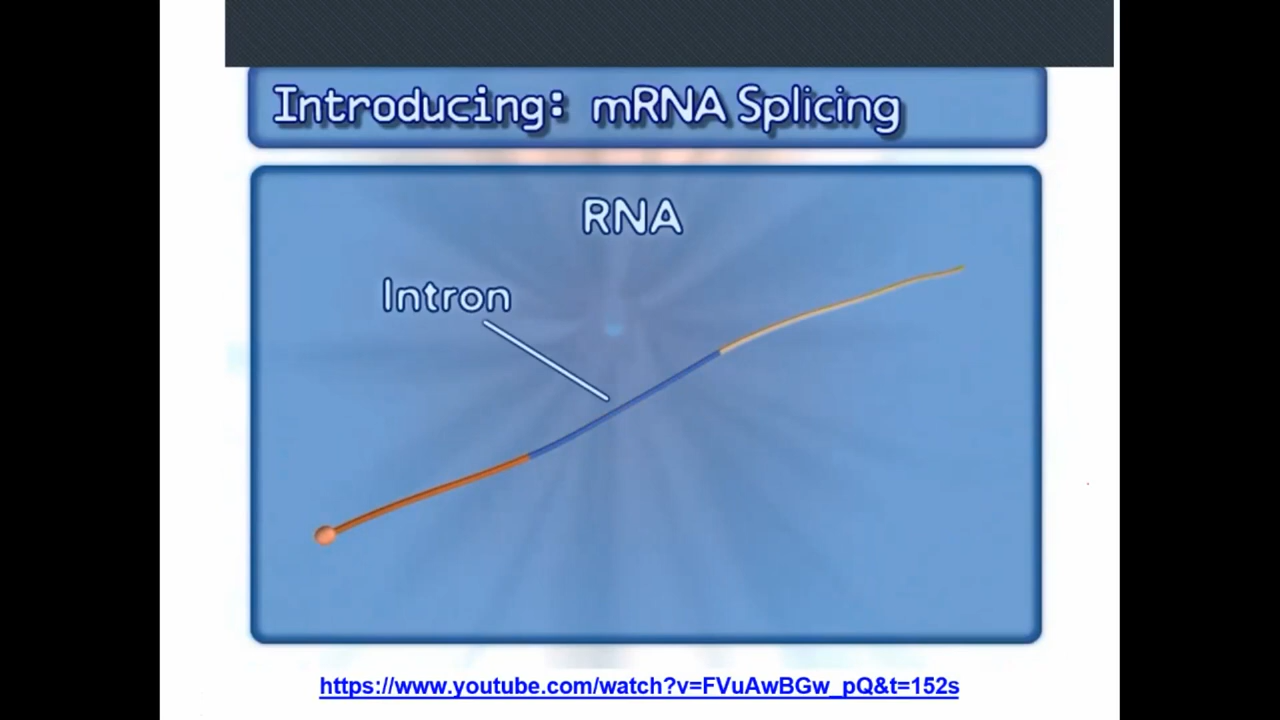 Introducing: mRNA Splicing
RNA
Intron
https://www.youtube.com/watch?v=FVuAwBGw_pQ&t=152s